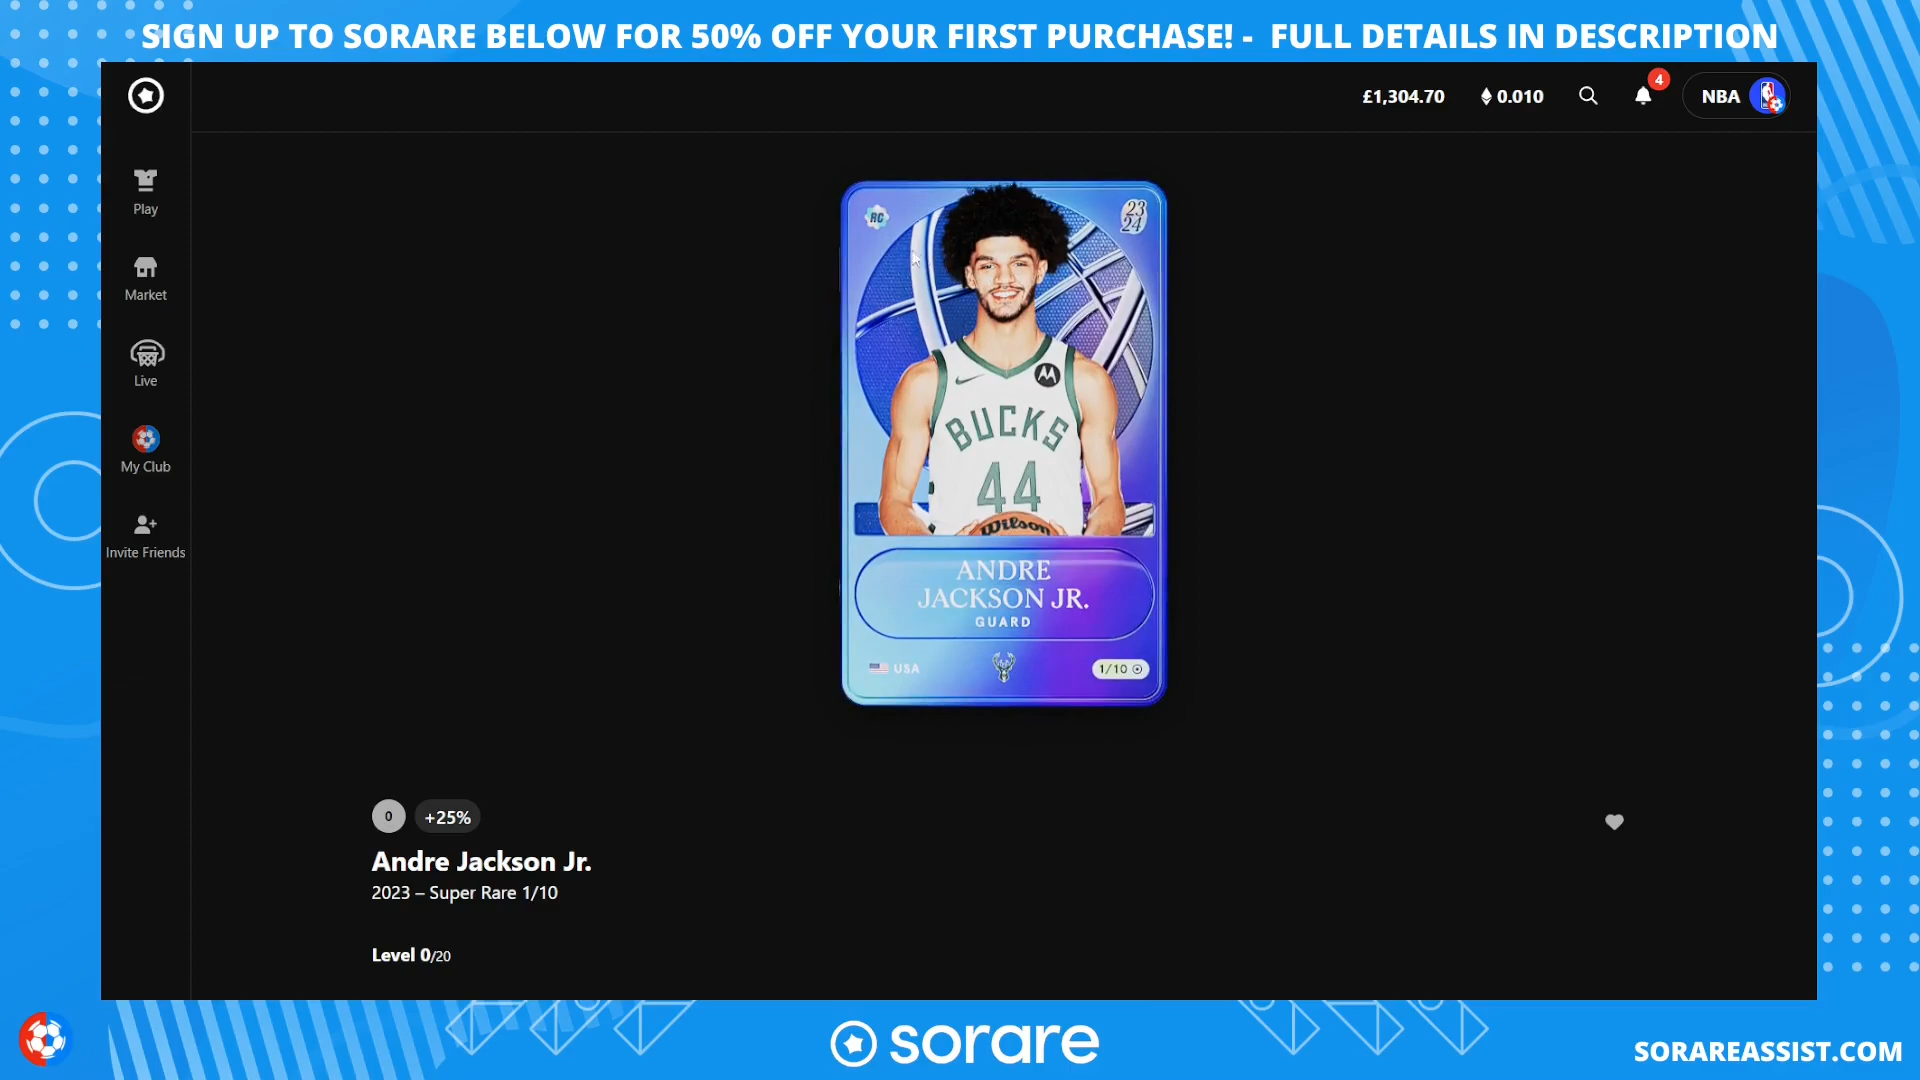 SIGN UP TO SORARE BELOW FOR 50% OFF YOUR FIRST PURCHASE! - FULL DETAILS IN DESCRIPTION
£1,304.70
0.010
4
NBA
Play
Market
Live
My Club
Invite Friends
RC
23
24
BUCKS
44
Wilson
ANDRE
JACKSON JR.
GUARD
USA
1/10
0
+25%
Andre Jackson Jr.
2023 – Super Rare 1/10
Level 0/20
sorare
SORAREASSIST.COM